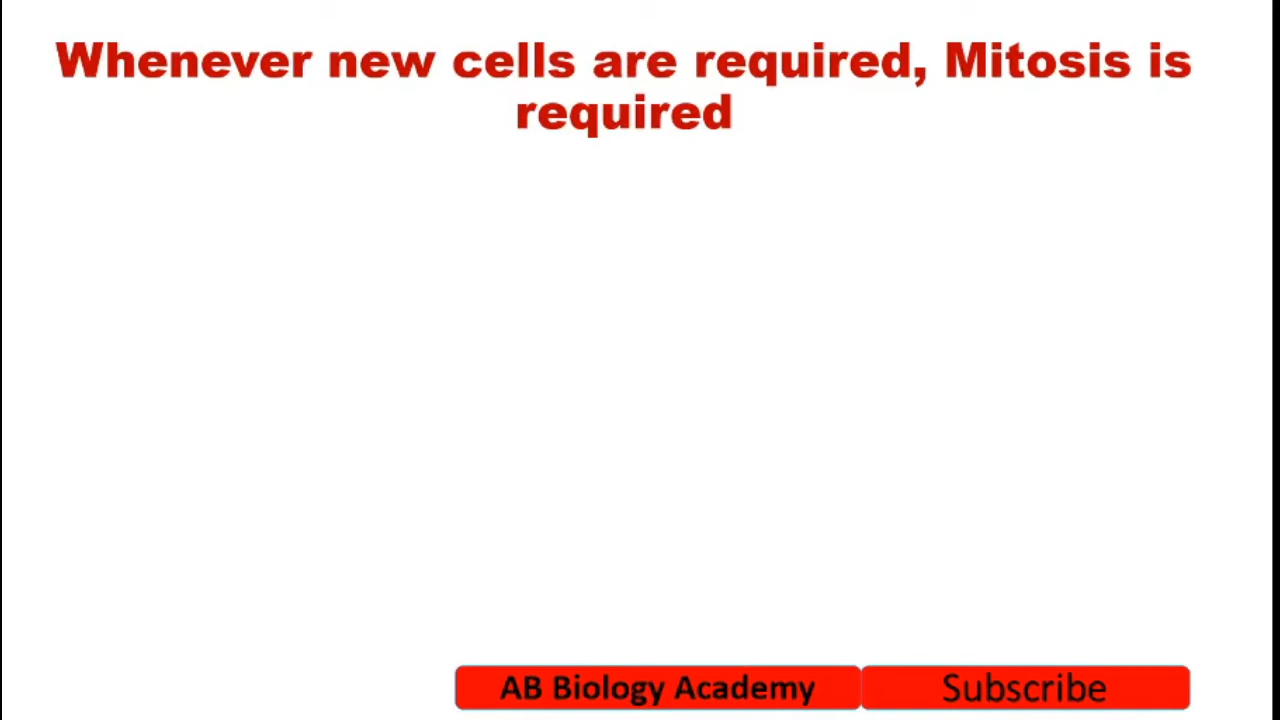 Whenever new cells are required, Mitosis is
required
AB Biology Academy Subscribe